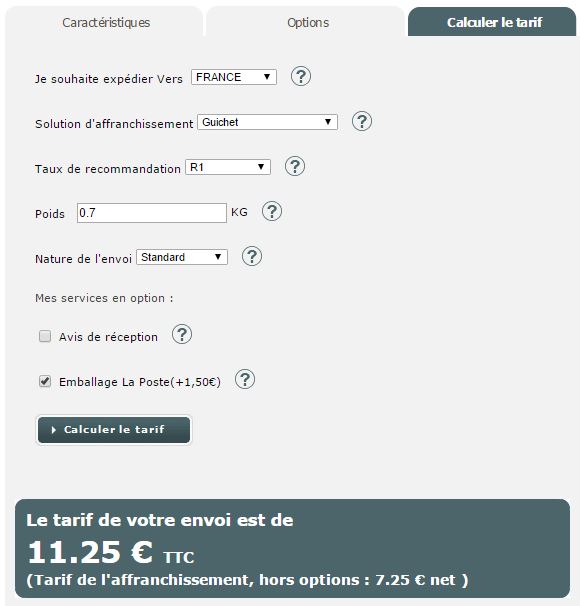 Caractéristiques Options Calculer le tarif
Je souhaite expédier Vers FRANCE ?
Solution d'affranchissement Guichet ?
Taux de recommandation R1 ?
Poids 0.7 KG ?
Nature de l'envoi Standard ?
Mes services en option :
Avis de réception ?
Emballage La Poste(+1,50€) ?
Calculer le tarif
Le tarif de votre envoi est de
11.25 € TTC
(Tarif de l'affranchissement, hors options : 7.25 € net )